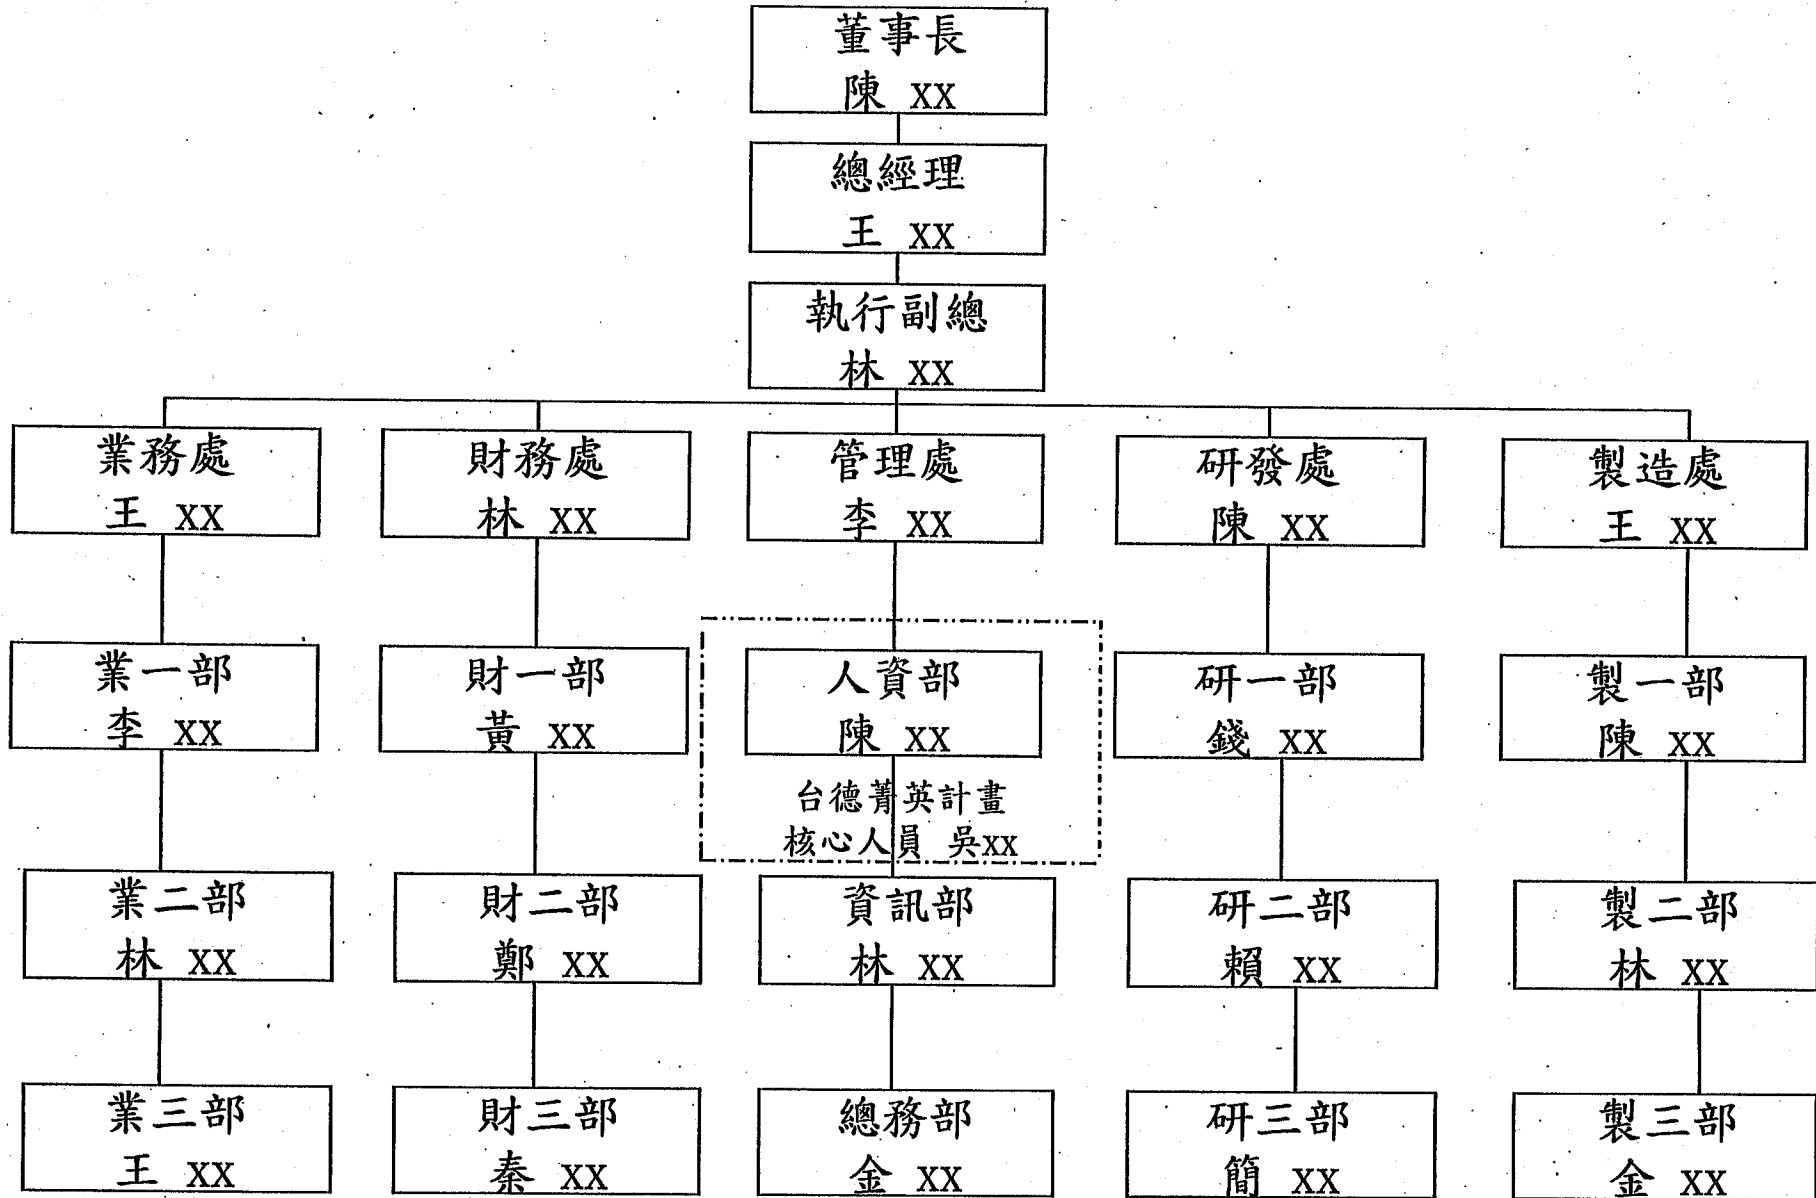 董事長
陳 XX
總經理
王 XX
執行副總
林 XX
業務處
王 XX
財務處
林 XX
管理處
李 XX
研發處
陳 XX
製造處
王 XX
業一部
李 XX
財一部
黃 XX
人資部
陳 XX
研一部
錢 XX
製一部
陳 XX
台德菁英計畫
核心人員 吳XX
業二部
林 XX
財二部
鄭 XX
資訊部
林 XX
研二部
賴 XX
製二部
林 XX
業三部
王 XX
財三部
秦 XX
總務部
金 XX
研三部
簡 XX
製三部
金 XX